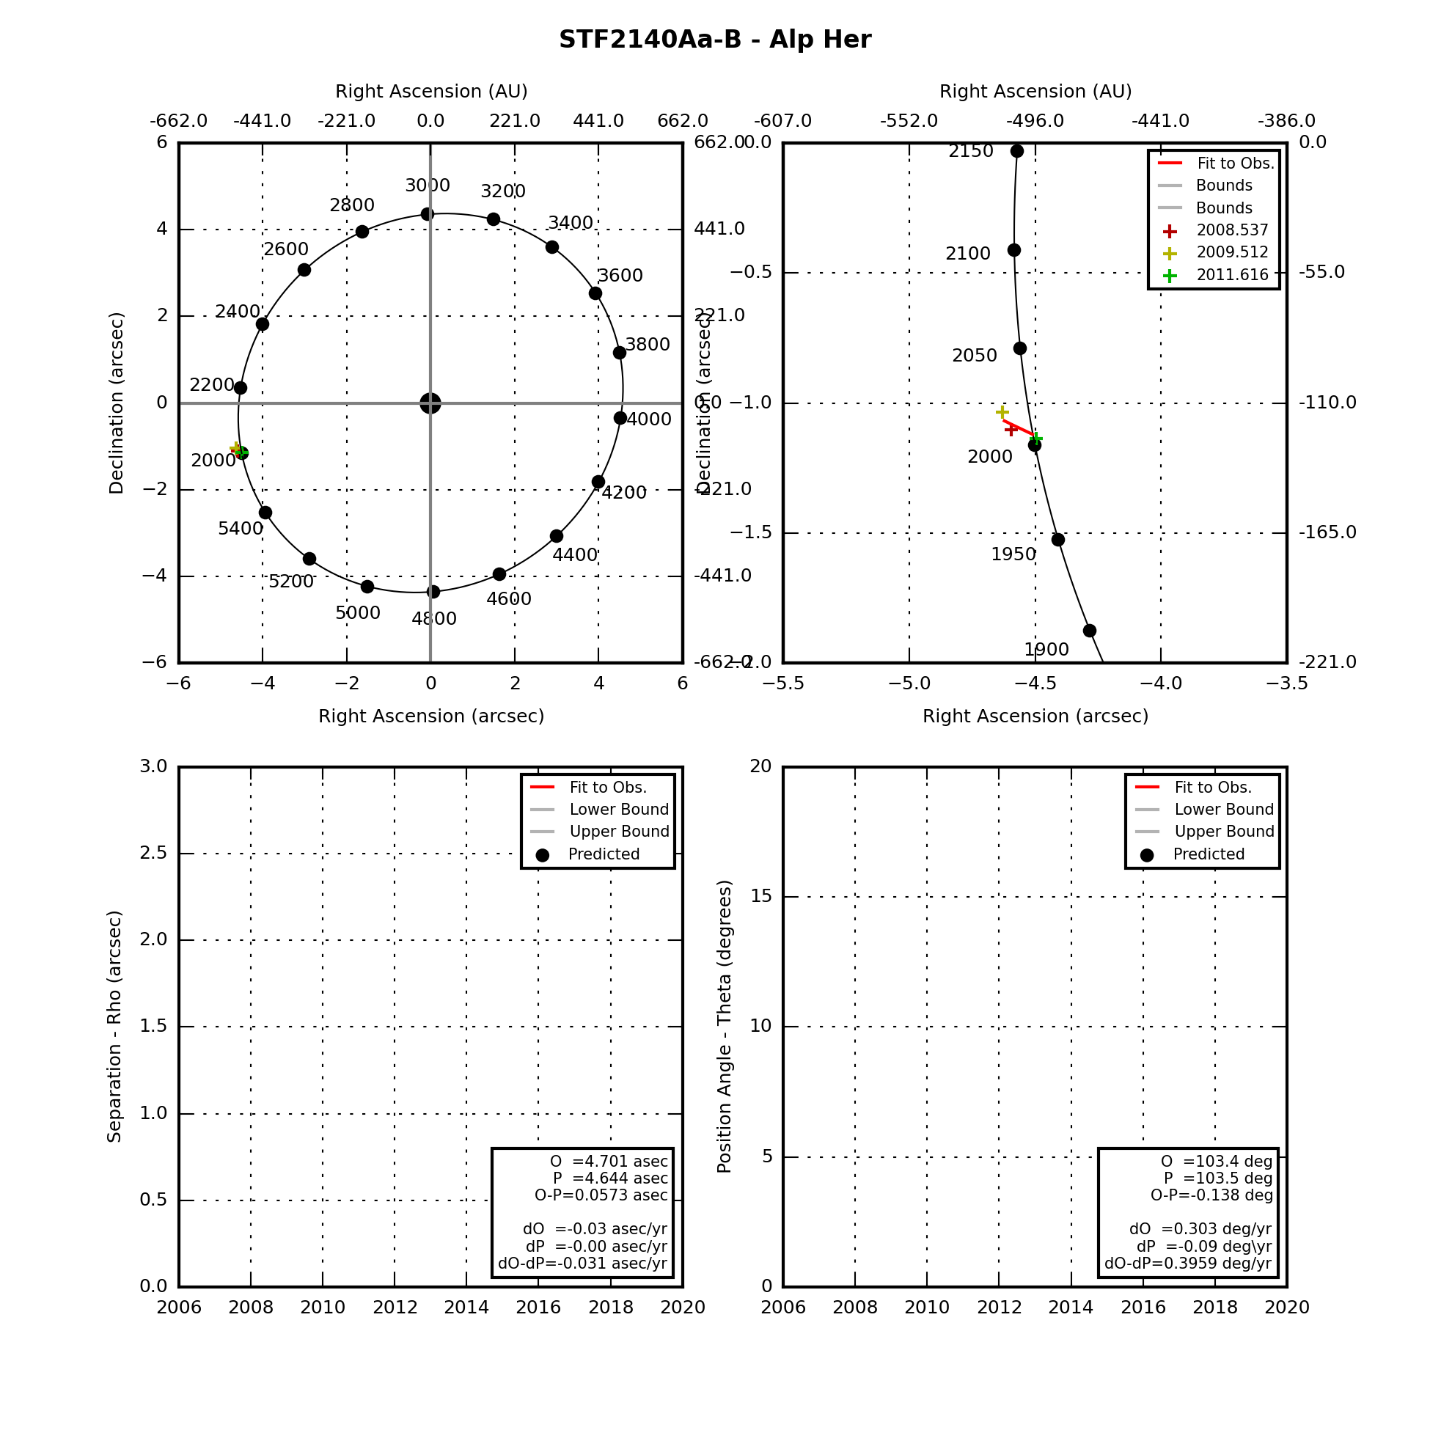 STF2140Aa-B - Alp Her
Right Ascension (AU)
-662.0 -441.0 -221.0 0.0 221.0 441.0 662.0
6 662.0
4 441.0
2 221.0
0 0.0
−2 -221.0
−4 -441.0
−6 -662.0
Declination (arcsec)
3000
3200
2800
3400
2600
3600
2400
3800
2200
4000
2000
4200
5400
4400
5200
4600
5000
4800
−6 −4 −2 0 2 4 6
Right Ascension (arcsec)
Right Ascension (AU)
-607.0 -552.0 -496.0 -441.0 -386.0
0.0 0.0
−0.5 -55.0
−1.0 -110.0
−1.5 -165.0
−2.0 -221.0
Declination (arcsec)
2150
2100
2050
2000
1950
1900
Fit to Obs.
Bounds
Bounds
2008.537
2009.512
2011.616
−5.5 −5.0 −4.5 −4.0 −3.5
Right Ascension (arcsec)
3.0
2.5
2.0
1.5
1.0
0.5
0.0
Separation - Rho (arcsec)
Fit to Obs.
Lower Bound
Upper Bound
Predicted
O =4.701 asec
P =4.644 asec
O-P=0.0573 asec
dO =-0.03 asec/yr
dP =-0.00 asec/yr
dO-dP=-0.031 asec/yr
2006 2008 2010 2012 2014 2016 2018 2020
20
15
10
5
0
Position Angle - Theta (degrees)
Fit to Obs.
Lower Bound
Upper Bound
Predicted
O =103.4 deg
P =103.5 deg
O-P=-0.138 deg
dO =0.303 deg/yr
dP =-0.09 deg\yr
dO-dP=0.3959 deg/yr
2006 2008 2010 2012 2014 2016 2018 2020